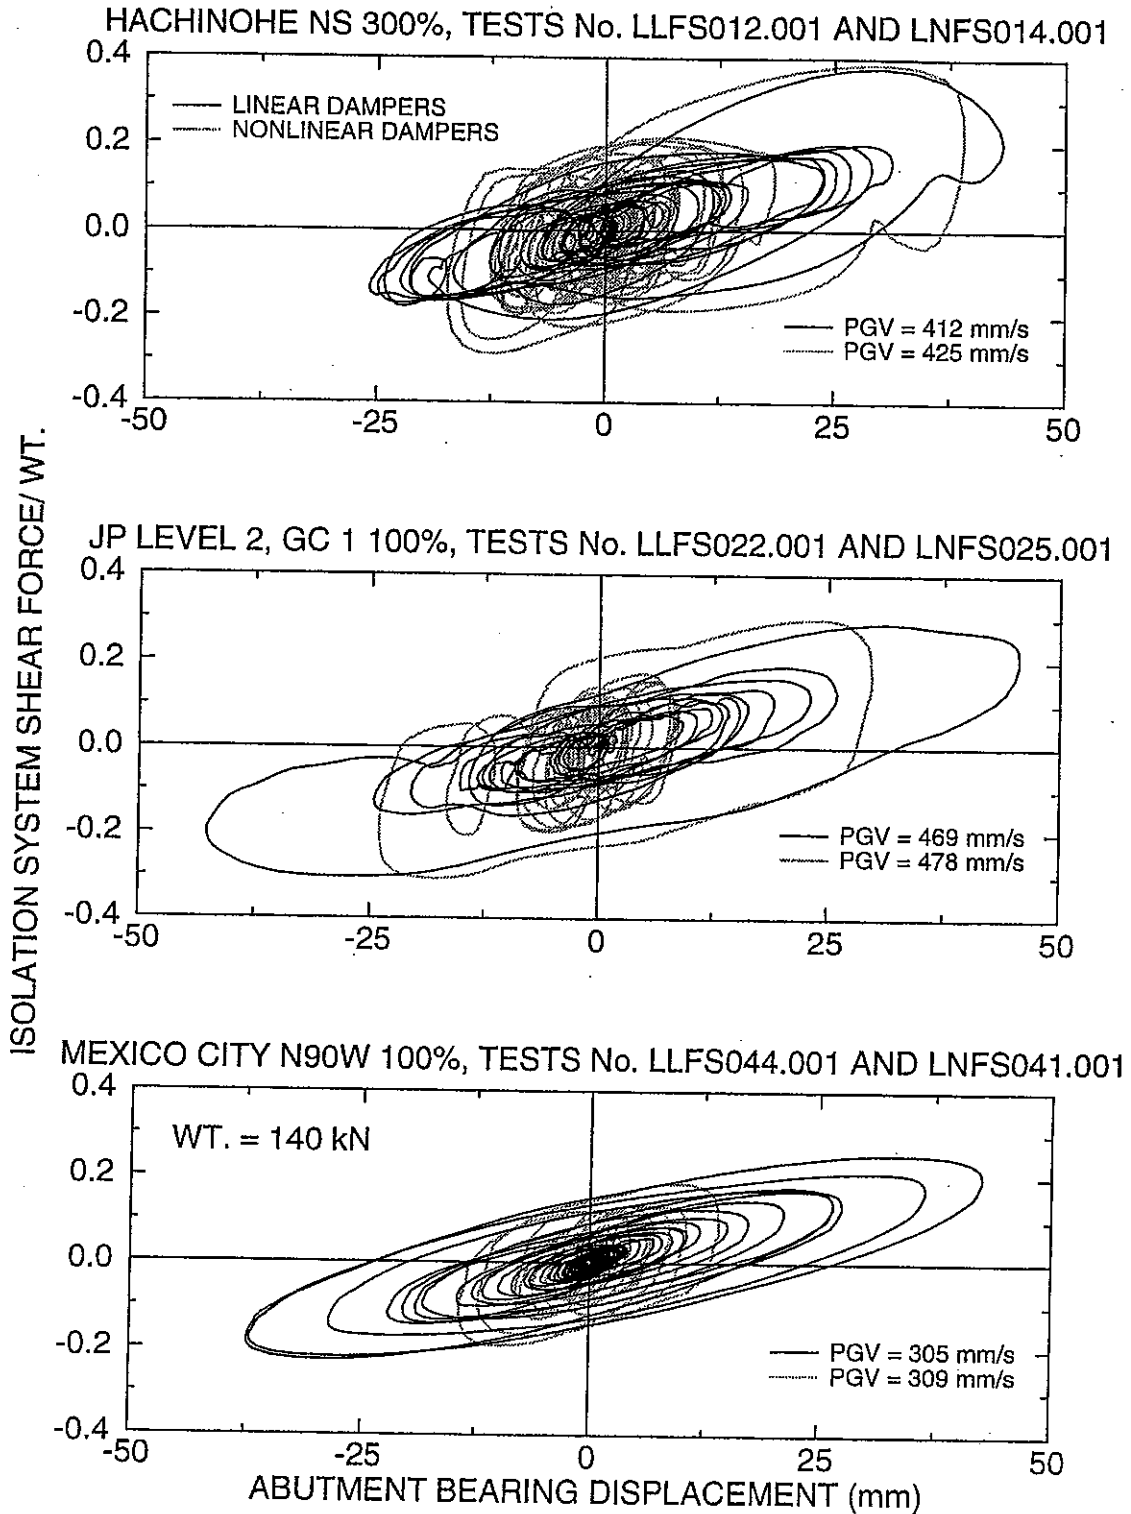 HACHINOHE NS 300%, TESTS No. LLFS012.001 AND LNFS014.001
0.4
LINEAR DAMPERS
NONLINEAR DAMPERS
0.2
0.0
-0.2
PGV = 412 mm/s
PGV = 425 mm/s
-0.4
-50 -25 0 25 50
ISOLATION SYSTEM SHEAR FORCE/ WT.
JP LEVEL 2, GC 1 100%, TESTS No. LLFS022.001 AND LNFS025.001
0.4
0.2
0.0
-0.2
PGV = 469 mm/s
PGV = 478 mm/s
-0.4
-50 -25 0 25 50
MEXICO CITY N90W 100%, TESTS No. LLFS044.001 AND LNFS041.001
0.4
WT. = 140 kN
0.2
0.0
-0.2
PGV = 305 mm/s
PGV = 309 mm/s
-0.4
-50 -25 0 25 50
ABUTMENT BEARING DISPLACEMENT (mm)